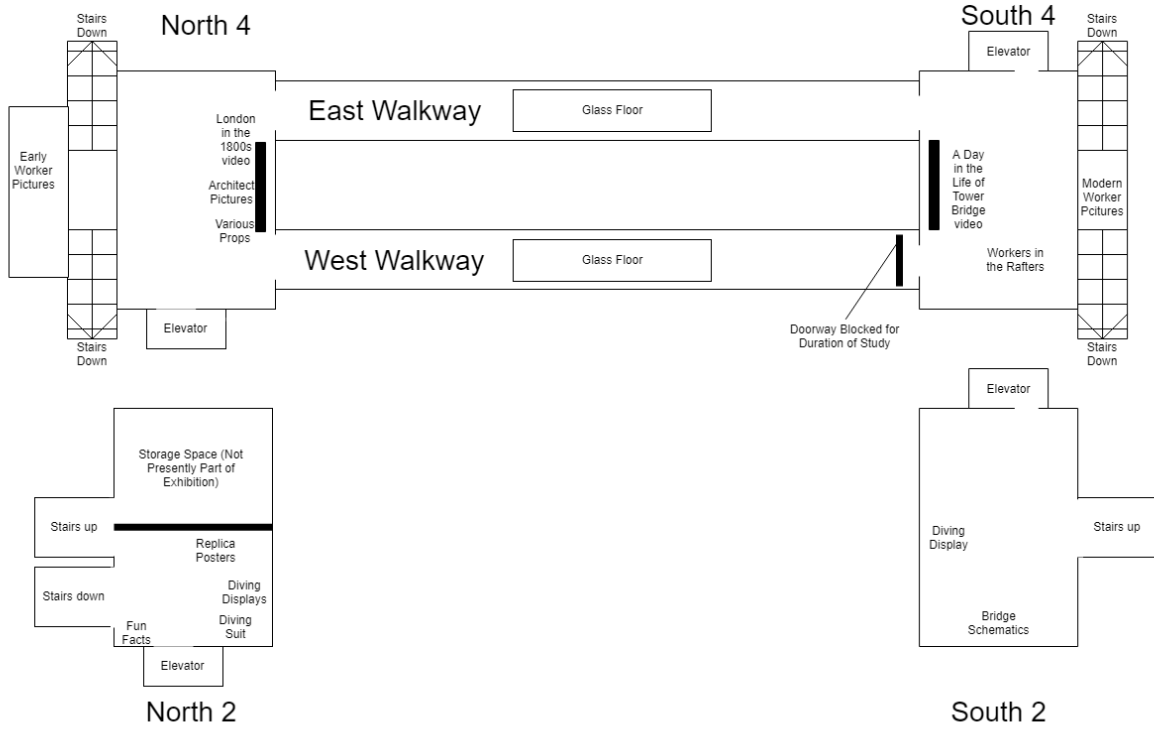 Stairs
Down
North 4
South 4
Stairs
Down
Elevator
East Walkway
Glass Floor
London
in the
1800s
video
Early
Worker
Pictures
Architect
Pictures
Various
Props
A Day
in the
Life of
Tower
Bridge
video
Modern
Worker
Pcitures
West Walkway
Glass Floor
Workers in
the Rafters
Elevator
Doorway Blocked for
Duration of Study
Stairs
Down
Stairs
Down
Elevator
Storage Space (Not
Presently Part of
Exhibition)
Stairs up
Replica
Posters
Diving
Display
Stairs up
Stairs down
Diving
Displays
Fun
Facts
Diving
Suit
Bridge
Schematics
Elevator
North 2
South 2